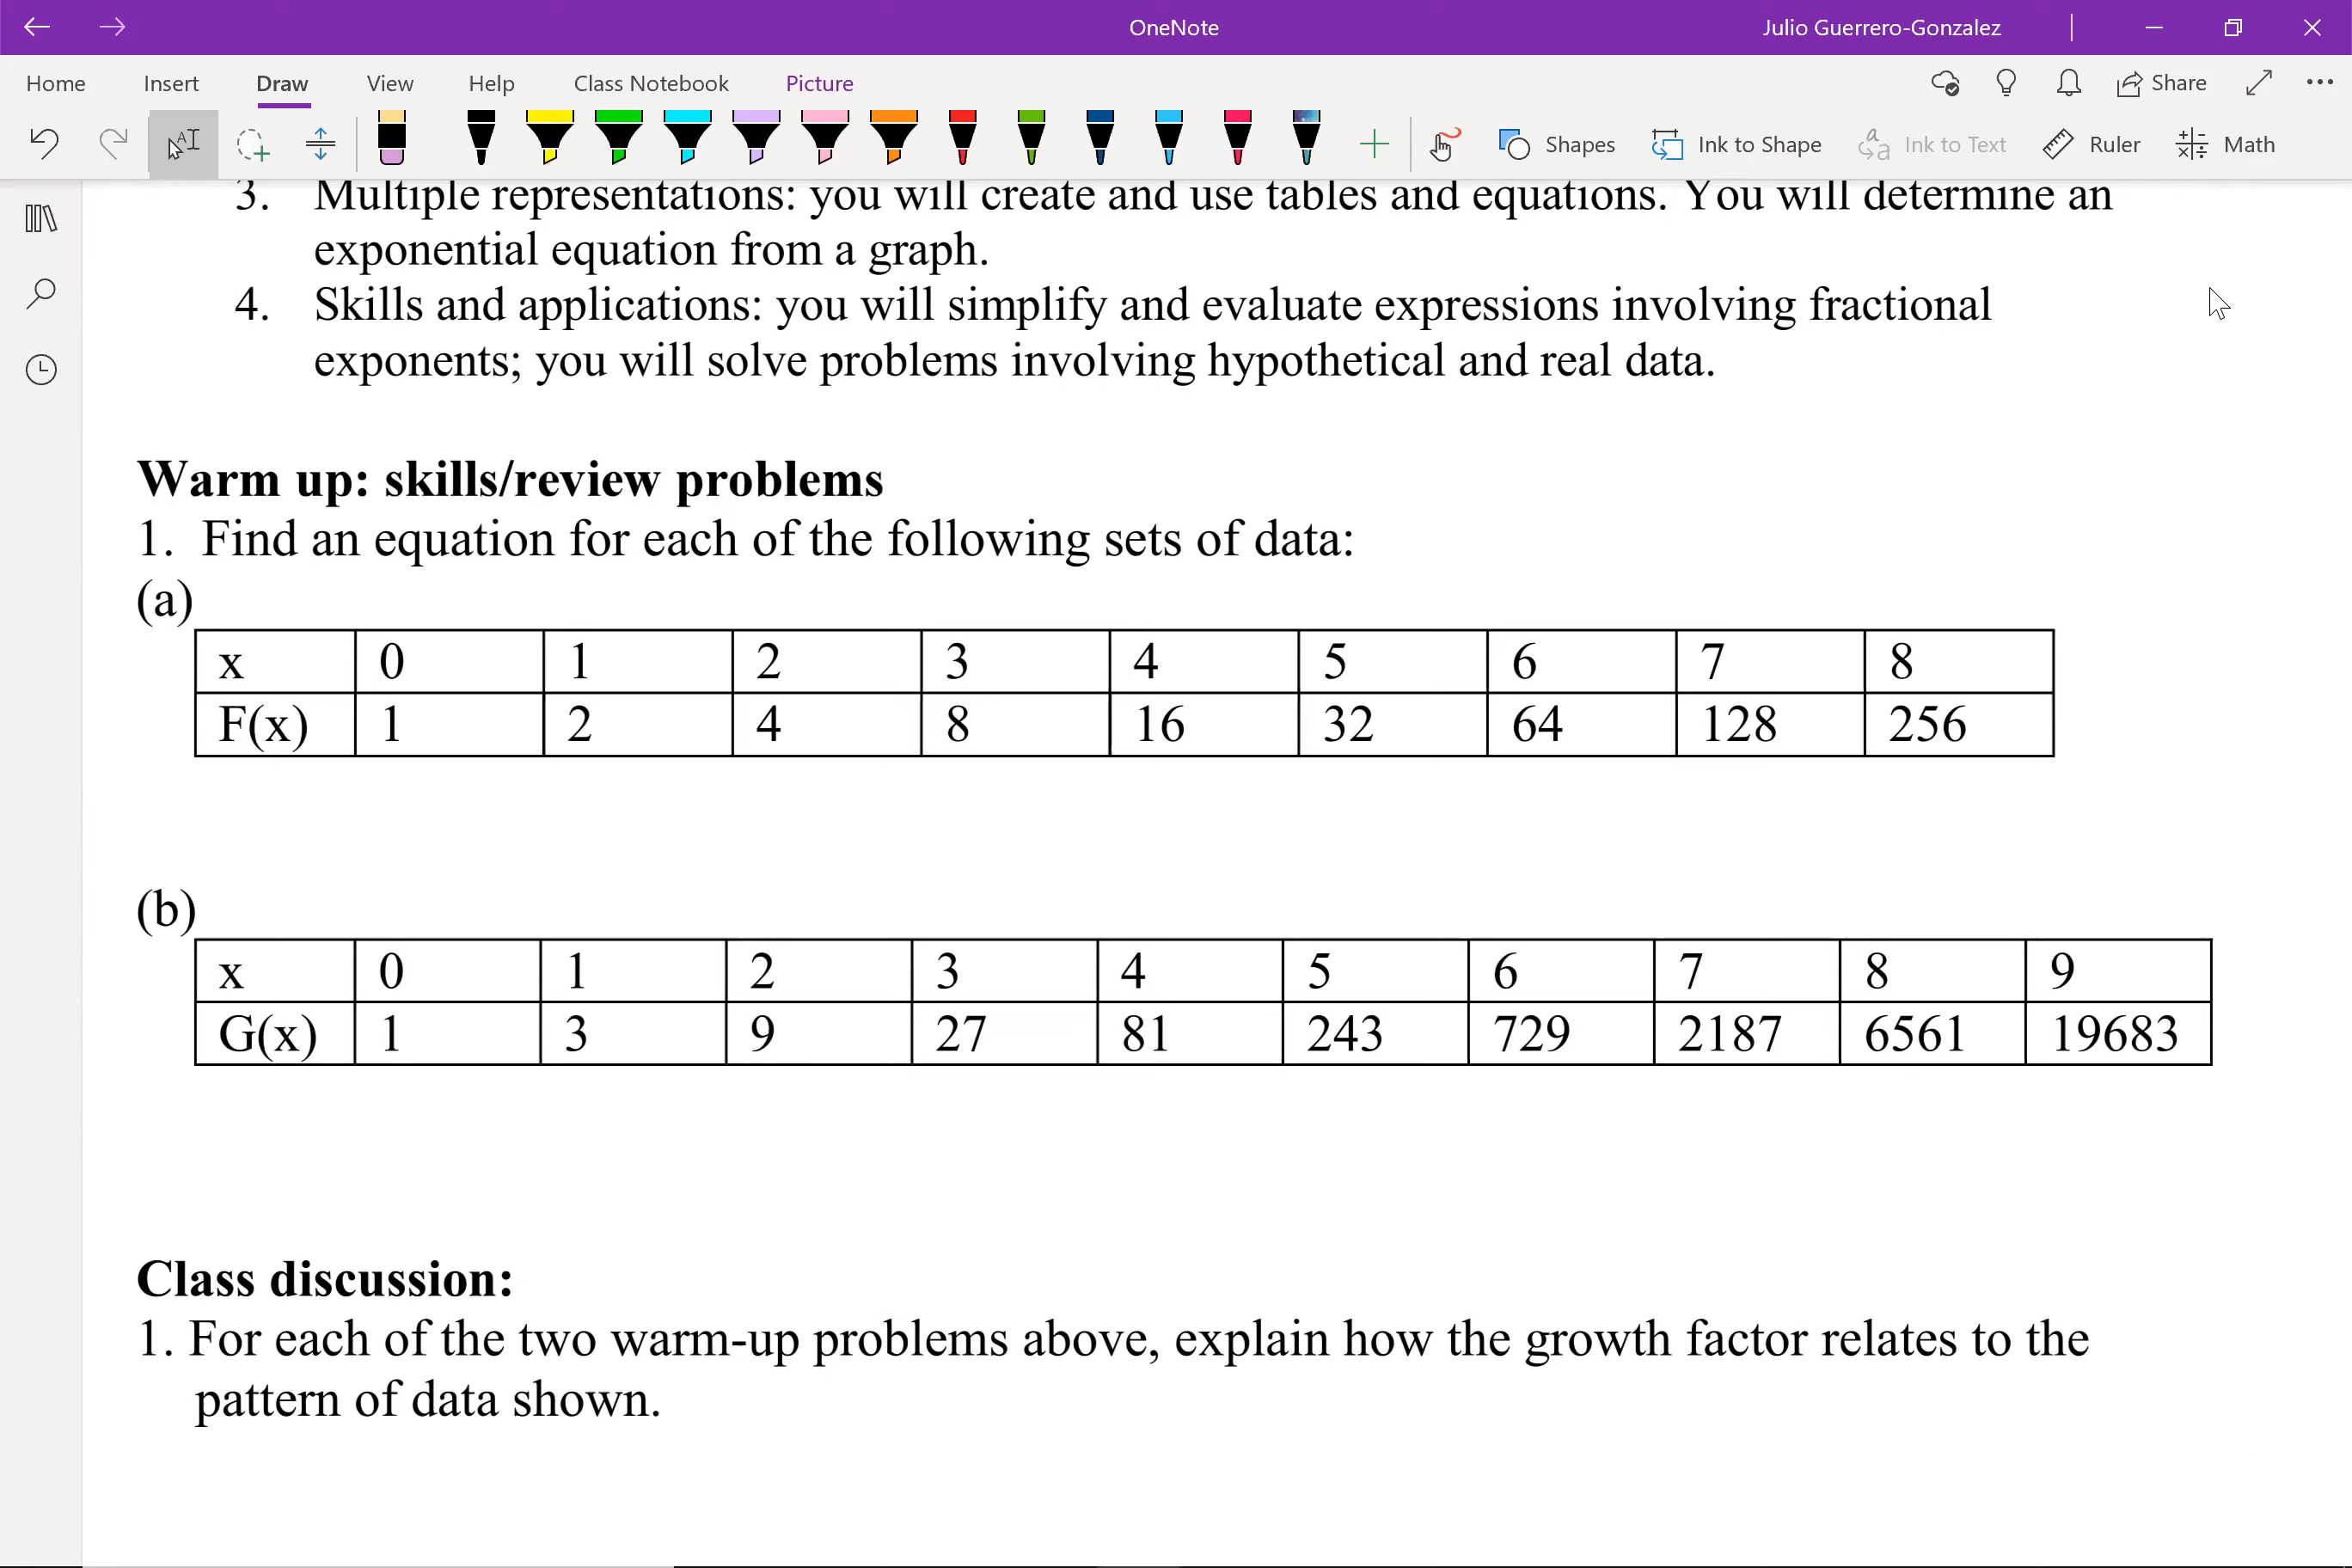 OneNote
Julio Guerrero-Gonzalez
Home Insert Draw View Help Class Notebook Picture
Share
Shapes Ink to Shape Ink to Text Ruler Math
3. Multiple representations: you will create and use tables and equations. You will determine an
exponential equation from a graph.
4. Skills and applications: you will simplify and evaluate expressions involving fractional
exponents; you will solve problems involving hypothetical and real data.
Warm up: skills/review problems
1. Find an equation for each of the following sets of data:
(a)
x 0 1 2 3 4 5 6 7 8
F(x) 1 2 4 8 16 32 64 128 256
(b)
x 0 1 2 3 4 5 6 7 8 9
G(x) 1 3 9 27 81 243 729 2187 6561 19683
Class discussion:
1. For each of the two warm-up problems above, explain how the growth factor relates to the
pattern of data shown.